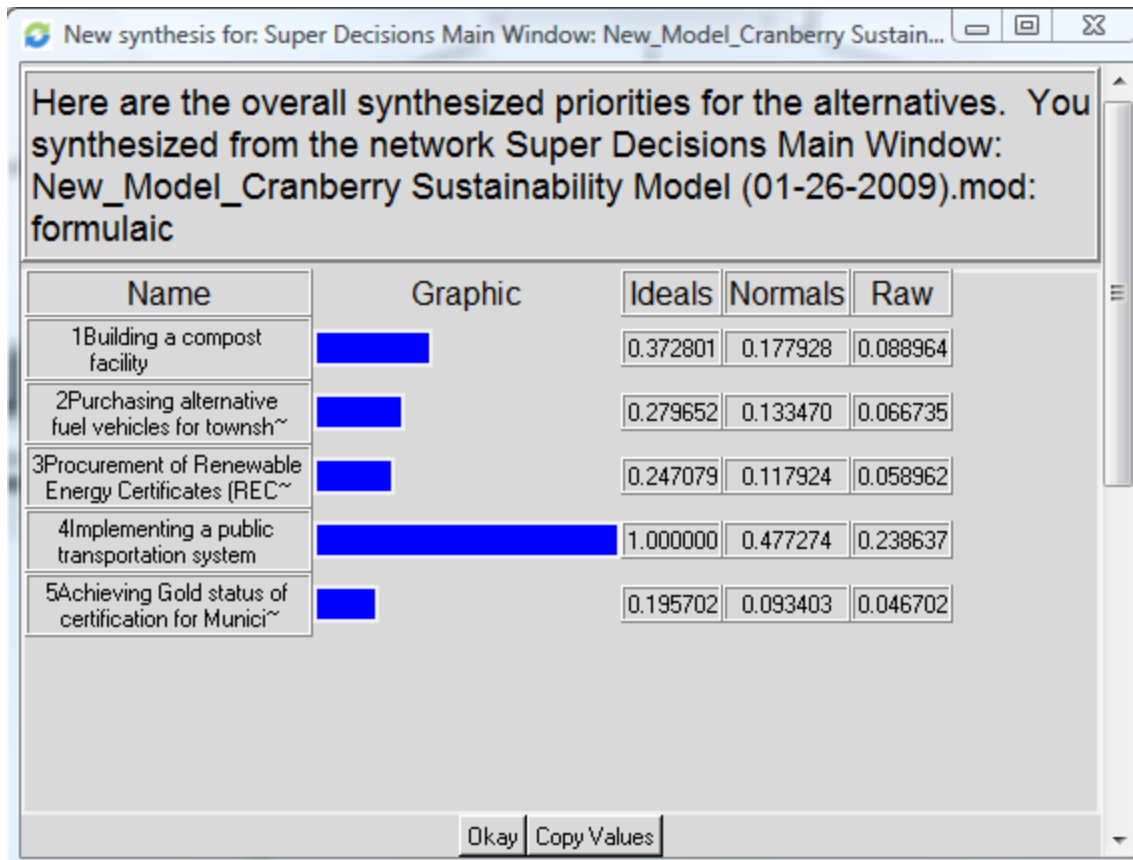 New synthesis for: Super Decisions Main Window: New_Model_Cranberry Sustain...
Here are the overall synthesized priorities for the alternatives. You
synthesized from the network Super Decisions Main Window:
New_Model_Cranberry Sustainability Model (01-26-2009).mod:
formulaic
Name Graphic Ideals Normals Raw
1Building a compost
facility
0.372801 0.177928 0.088964
2Purchasing alternative
fuel vehicles for townsh~
0.279652 0.133470 0.066735
3Procurement of Renewable
Energy Certificates (REC~
0.247079 0.117924 0.058962
4Implementing a public
transportation system
1.000000 0.477274 0.238637
5Achieving Gold status of
certification for Munici~
0.195702 0.093403 0.046702
Okay Copy Values